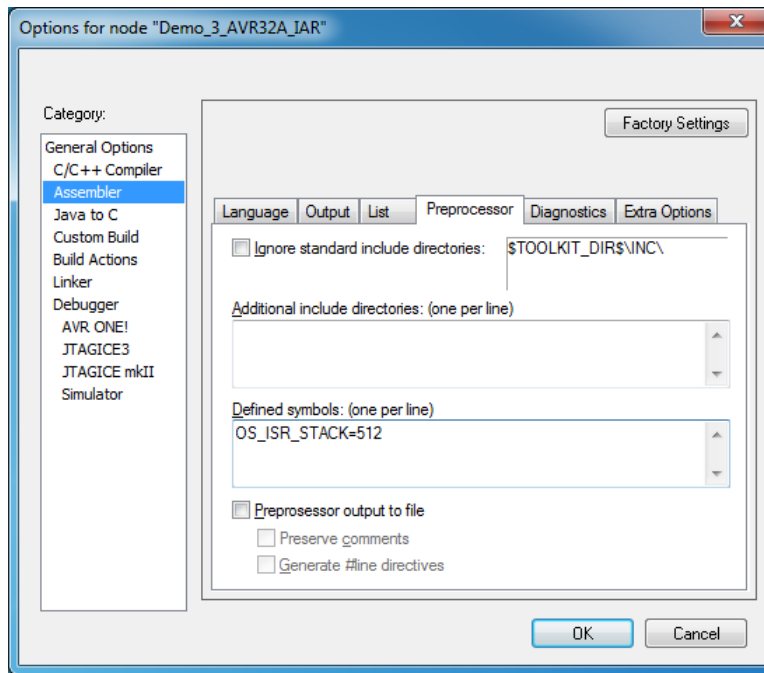 Options for node "Demo_3_AVR32A_IAR"
Category:
Factory Settings
General Options
C/C++ Compiler
Assembler
Java to C
Custom Build
Build Actions
Linker
Debugger
AVR ONE!
JTAGICE3
JTAGICE mkII
Simulator
Language Output List Preprocessor Diagnostics Extra Options
Ignore standard include directories: $TOOLKIT_DIR$\INC\
Additional include directories: (one per line)
Defined symbols: (one per line)
OS_ISR_STACK=512
Preprosessor output to file
Preserve comments
Generate #line directives
OK Cancel